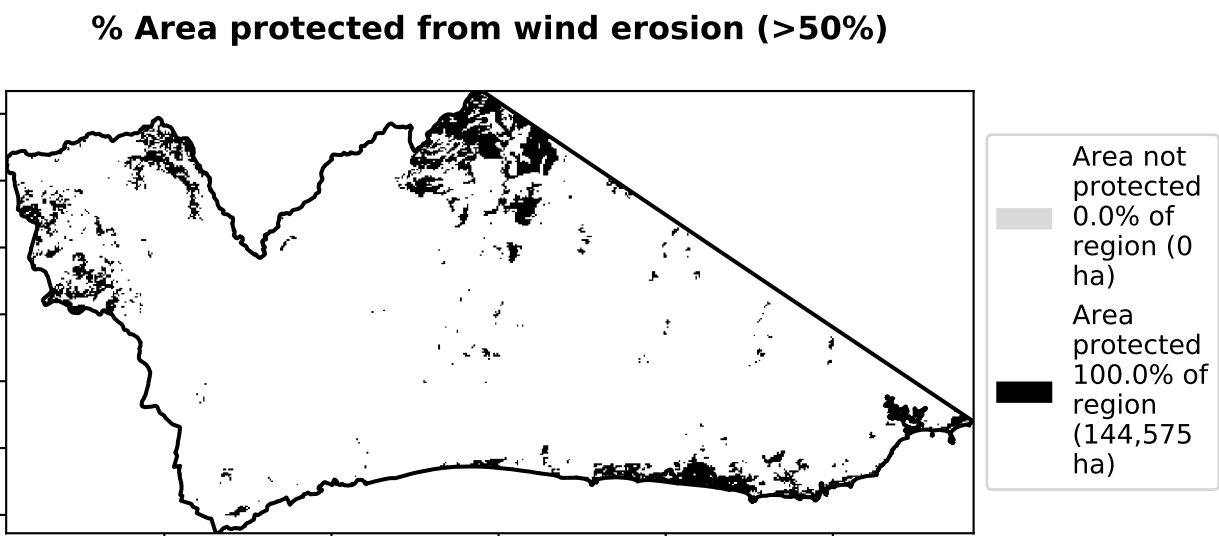 % Area protected from wind erosion (>50%)
Area not
protected
0.0% of
region (0
ha)
Area
protected
100.0% of
region
(144,575
ha)